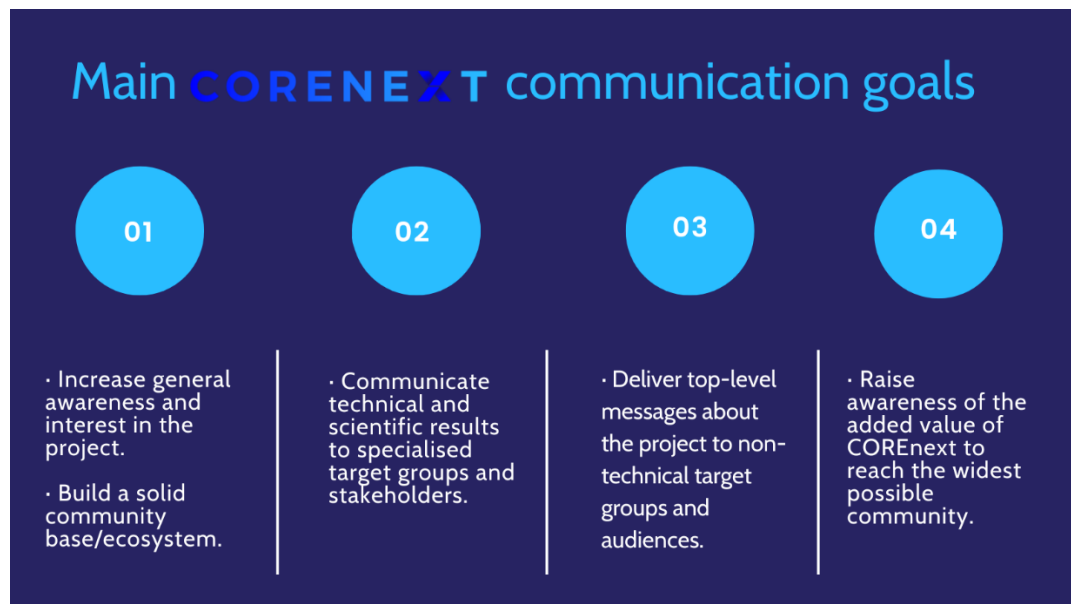 Main CORENEXT communication goals
01
02
03
04
· Increase general
awareness and
interest in the
project.
· Build a solid
community
base/ecosystem.
· Communicate
technical and
scientific results
to specialised
target groups and
stakeholders.
· Deliver top-level
messages about
the project to non-
technical target
groups and
audiences.
· Raise
awareness of the
added value of
COREnext to
reach the widest
possible
community.